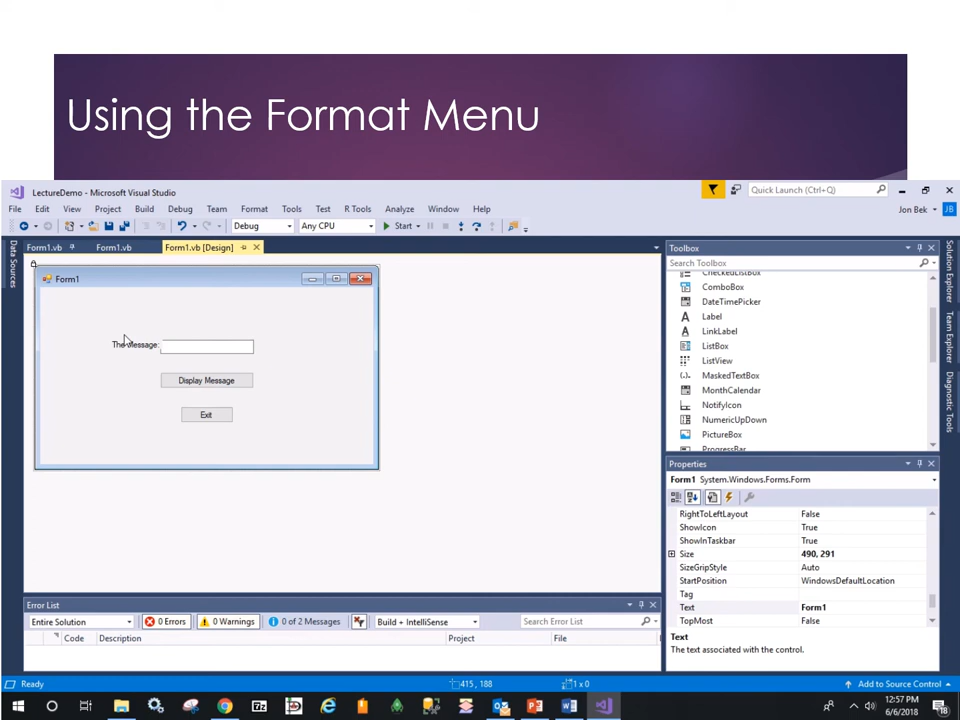 Using the Format Menu
LectureDemo - Microsoft Visual Studio
Quick Launch (Ctrl+Q)
File Edit View Project Build Debug Team Format Tools Test R Tools Analyze Window Help
Jon Bek JB
Debug Any CPU Start
Data Sources
Form1.vb Form1.vb Form1.vb [Design]
Form1
The Message:
Display Message
Exit
Toolbox
Search Toolbox
CheckedListBox
ComboBox
DateTimePicker
Label
LinkLabel
ListBox
ListView
MaskedTextBox
MonthCalendar
NotifyIcon
NumericUpDown
PictureBox
ProgressBar
Solution Explorer
Team Explorer
Diagnostic Tools
Properties
Form1 System.Windows.Forms.Form
RightToLeftLayout False
ShowIcon True
ShowInTaskbar True
Size 490, 291
SizeGripStyle Auto
StartPosition WindowsDefaultLocation
Tag
Text Form1
TopMost False
Text
The text associated with the control.
Error List
Entire Solution 0 Errors 0 Warnings 0 of 2 Messages Build + IntelliSense Search Error List
Code Description Project File
Ready 415, 188 1 x 0 Add to Source Control
12:57 PM
6/6/2018
18